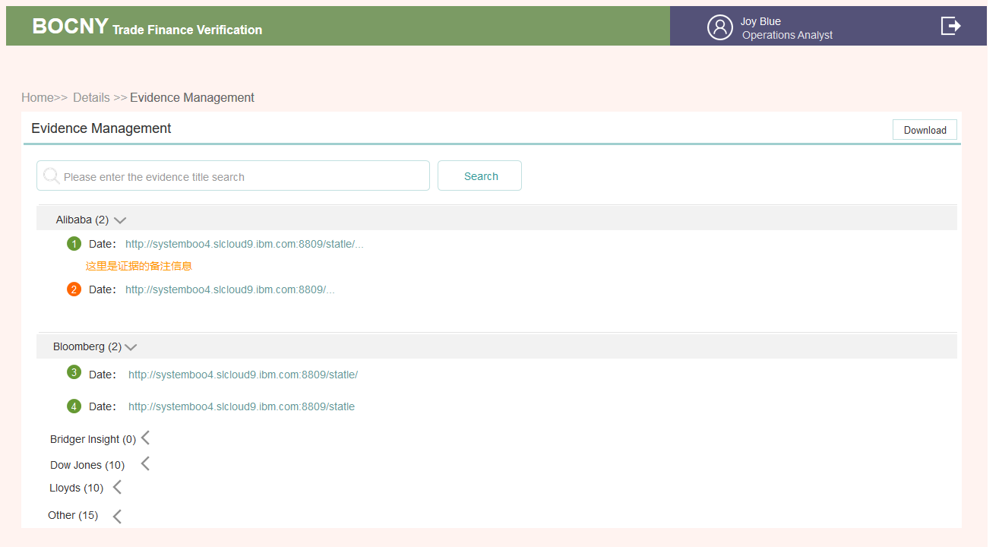 BOCNY Trade Finance Verification
Joy Blue
Operations Analyst
Home>> Details >> Evidence Management
Evidence Management
Download
Please enter the evidence title search
Search
Alibaba (2)
1 Date： http://systemboo4.slcloud9.ibm.com:8809/statle/...
这里是证据的备注信息
2 Date： http://systemboo4.slcloud9.ibm.com:8809/...
Bloomberg (2)
3 Date： http://systemboo4.slcloud9.ibm.com:8809/statle/
4 Date： http://systemboo4.slcloud9.ibm.com:8809/statle
Bridger Insight (0)
Dow Jones (10)
Lloyds (10)
Other (15)